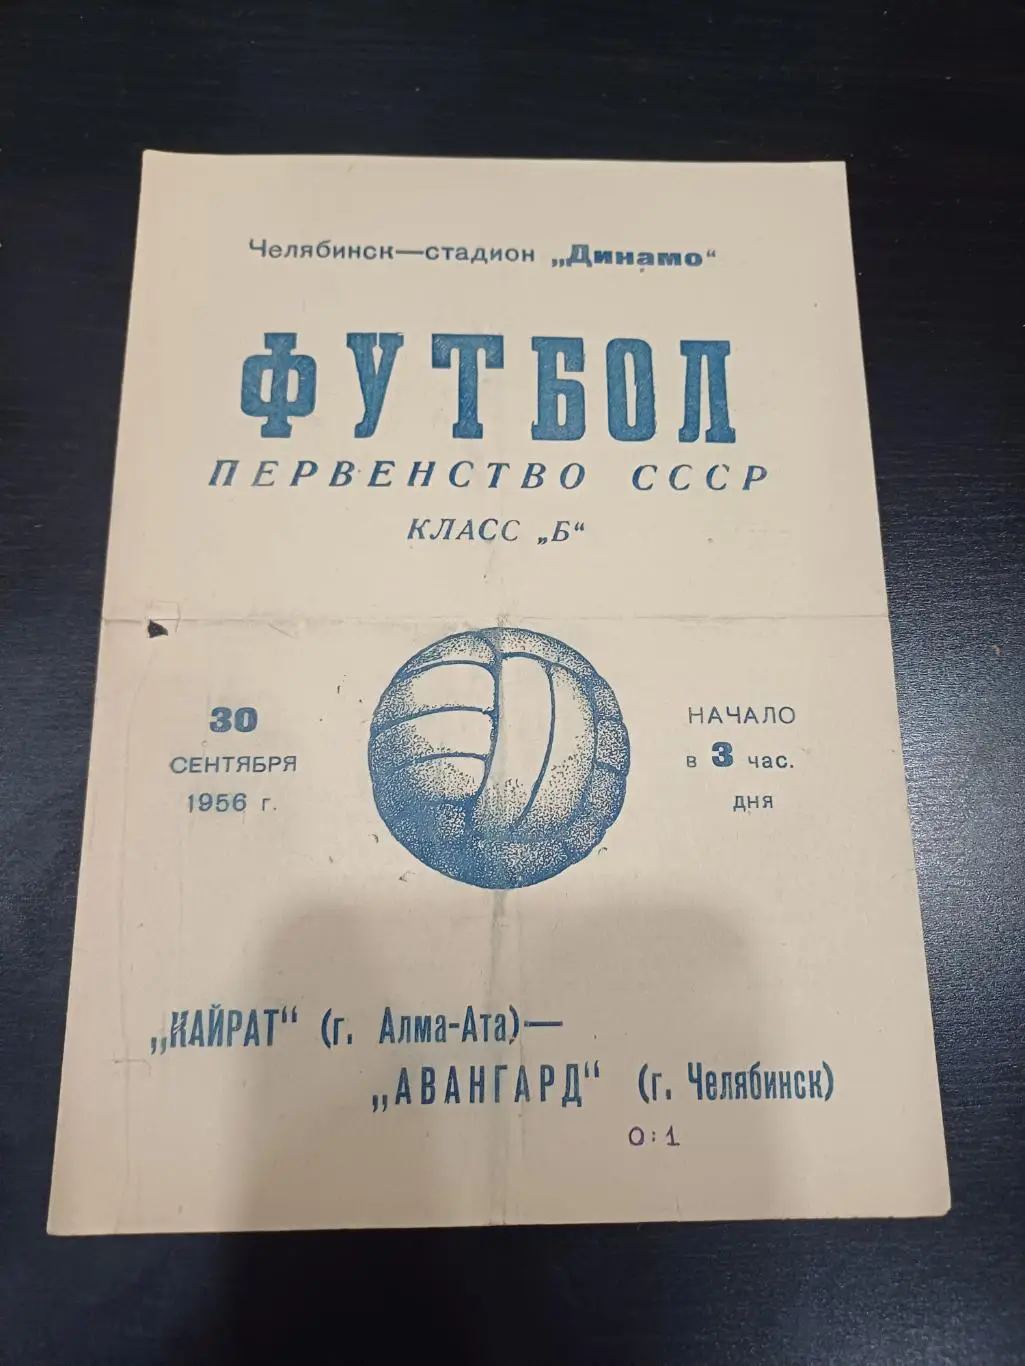 Челябинск—стадион „Динамо“
ФУТБОЛ
ПЕРВЕНСТВО СССР
КЛАСС „Б“
30
СЕНТЯБРЯ
1956 г.
НАЧАЛО
в 3 час.
ДНЯ
„КАЙРАТ“ (г. Алма-Ата)—
„АВАНГАРД“ (г. Челябинск)
0:1